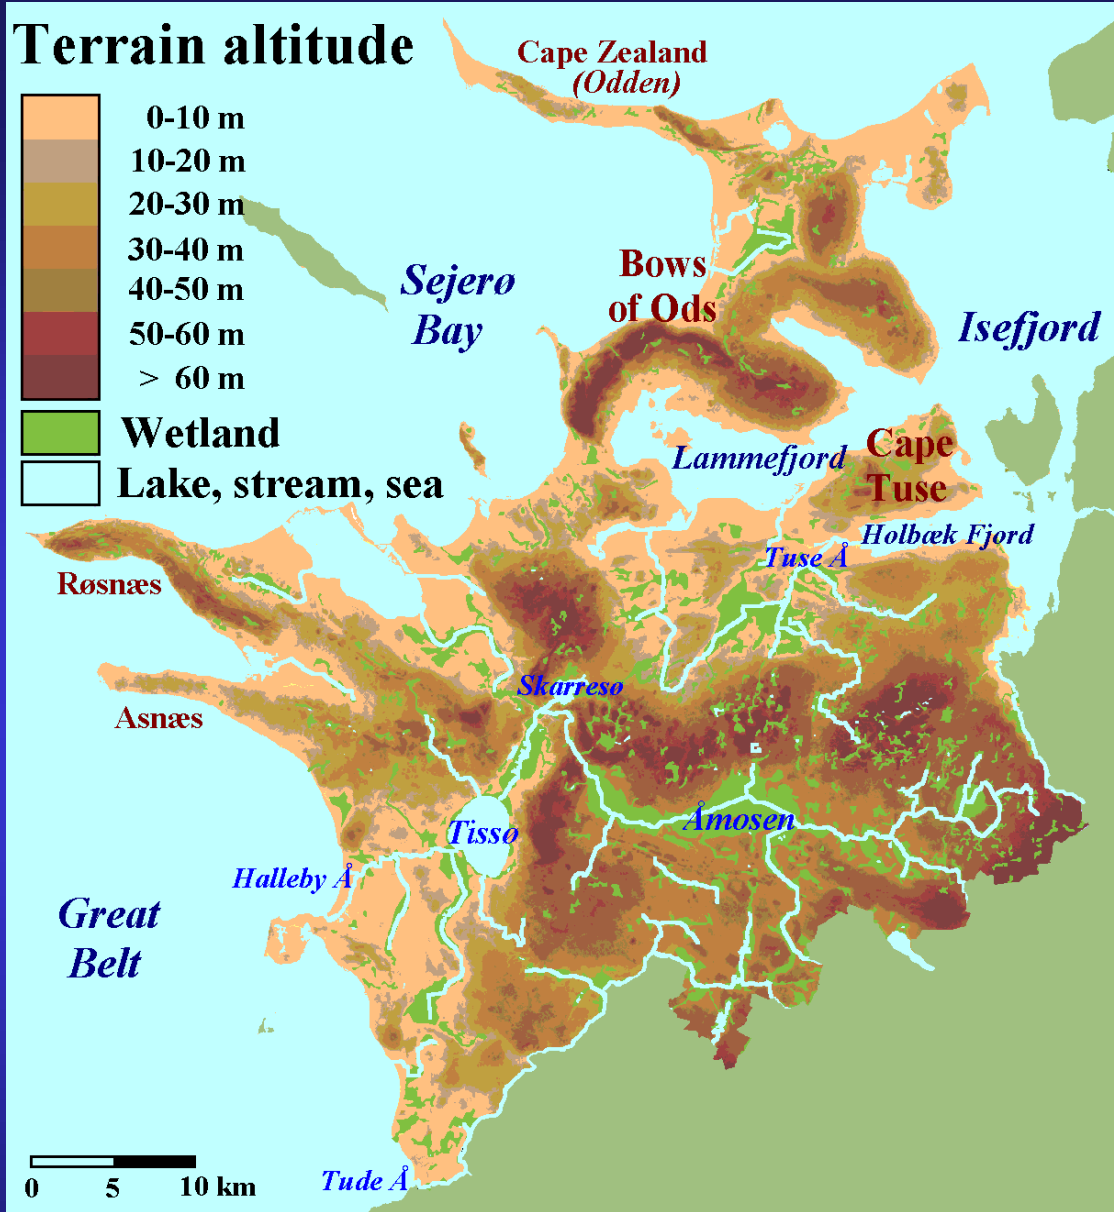 Terrain altitude
0-10 m
10-20 m
20-30 m
30-40 m
40-50 m
50-60 m
> 60 m
Wetland
Lake, stream, sea
Cape Zealand
(Odden)
Sejerø
Bay
Bows
of Ods
Isefjord
Lammefjord
Cape
Tuse
Holbæk Fjord
Tuse Å
Røsnæs
Asnæs
Skarresø
Tissø
Åmosen
Halleby Å
Great
Belt
Tude Å
0 5 10 km